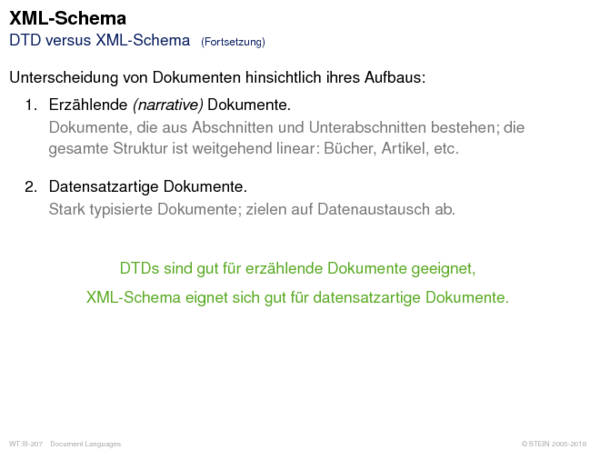 XML-Schema
DTD versus XML-Schema (Fortsetzung)
Unterscheidung von Dokumenten hinsichtlich ihres Aufbaus:
1. Erzählende (narrative) Dokumente.
Dokumente, die aus Abschnitten und Unterabschnitten bestehen; die
gesamte Struktur ist weitgehend linear: Bücher, Artikel, etc.
2. Datensatzartige Dokumente.
Stark typisierte Dokumente; zielen auf Datenaustausch ab.
DTDs sind gut für erzählende Dokumente geeignet,
XML-Schema eignet sich gut für datensatzartige Dokumente.
WT:III-207 Document Languages
© STEIN 2005-2018